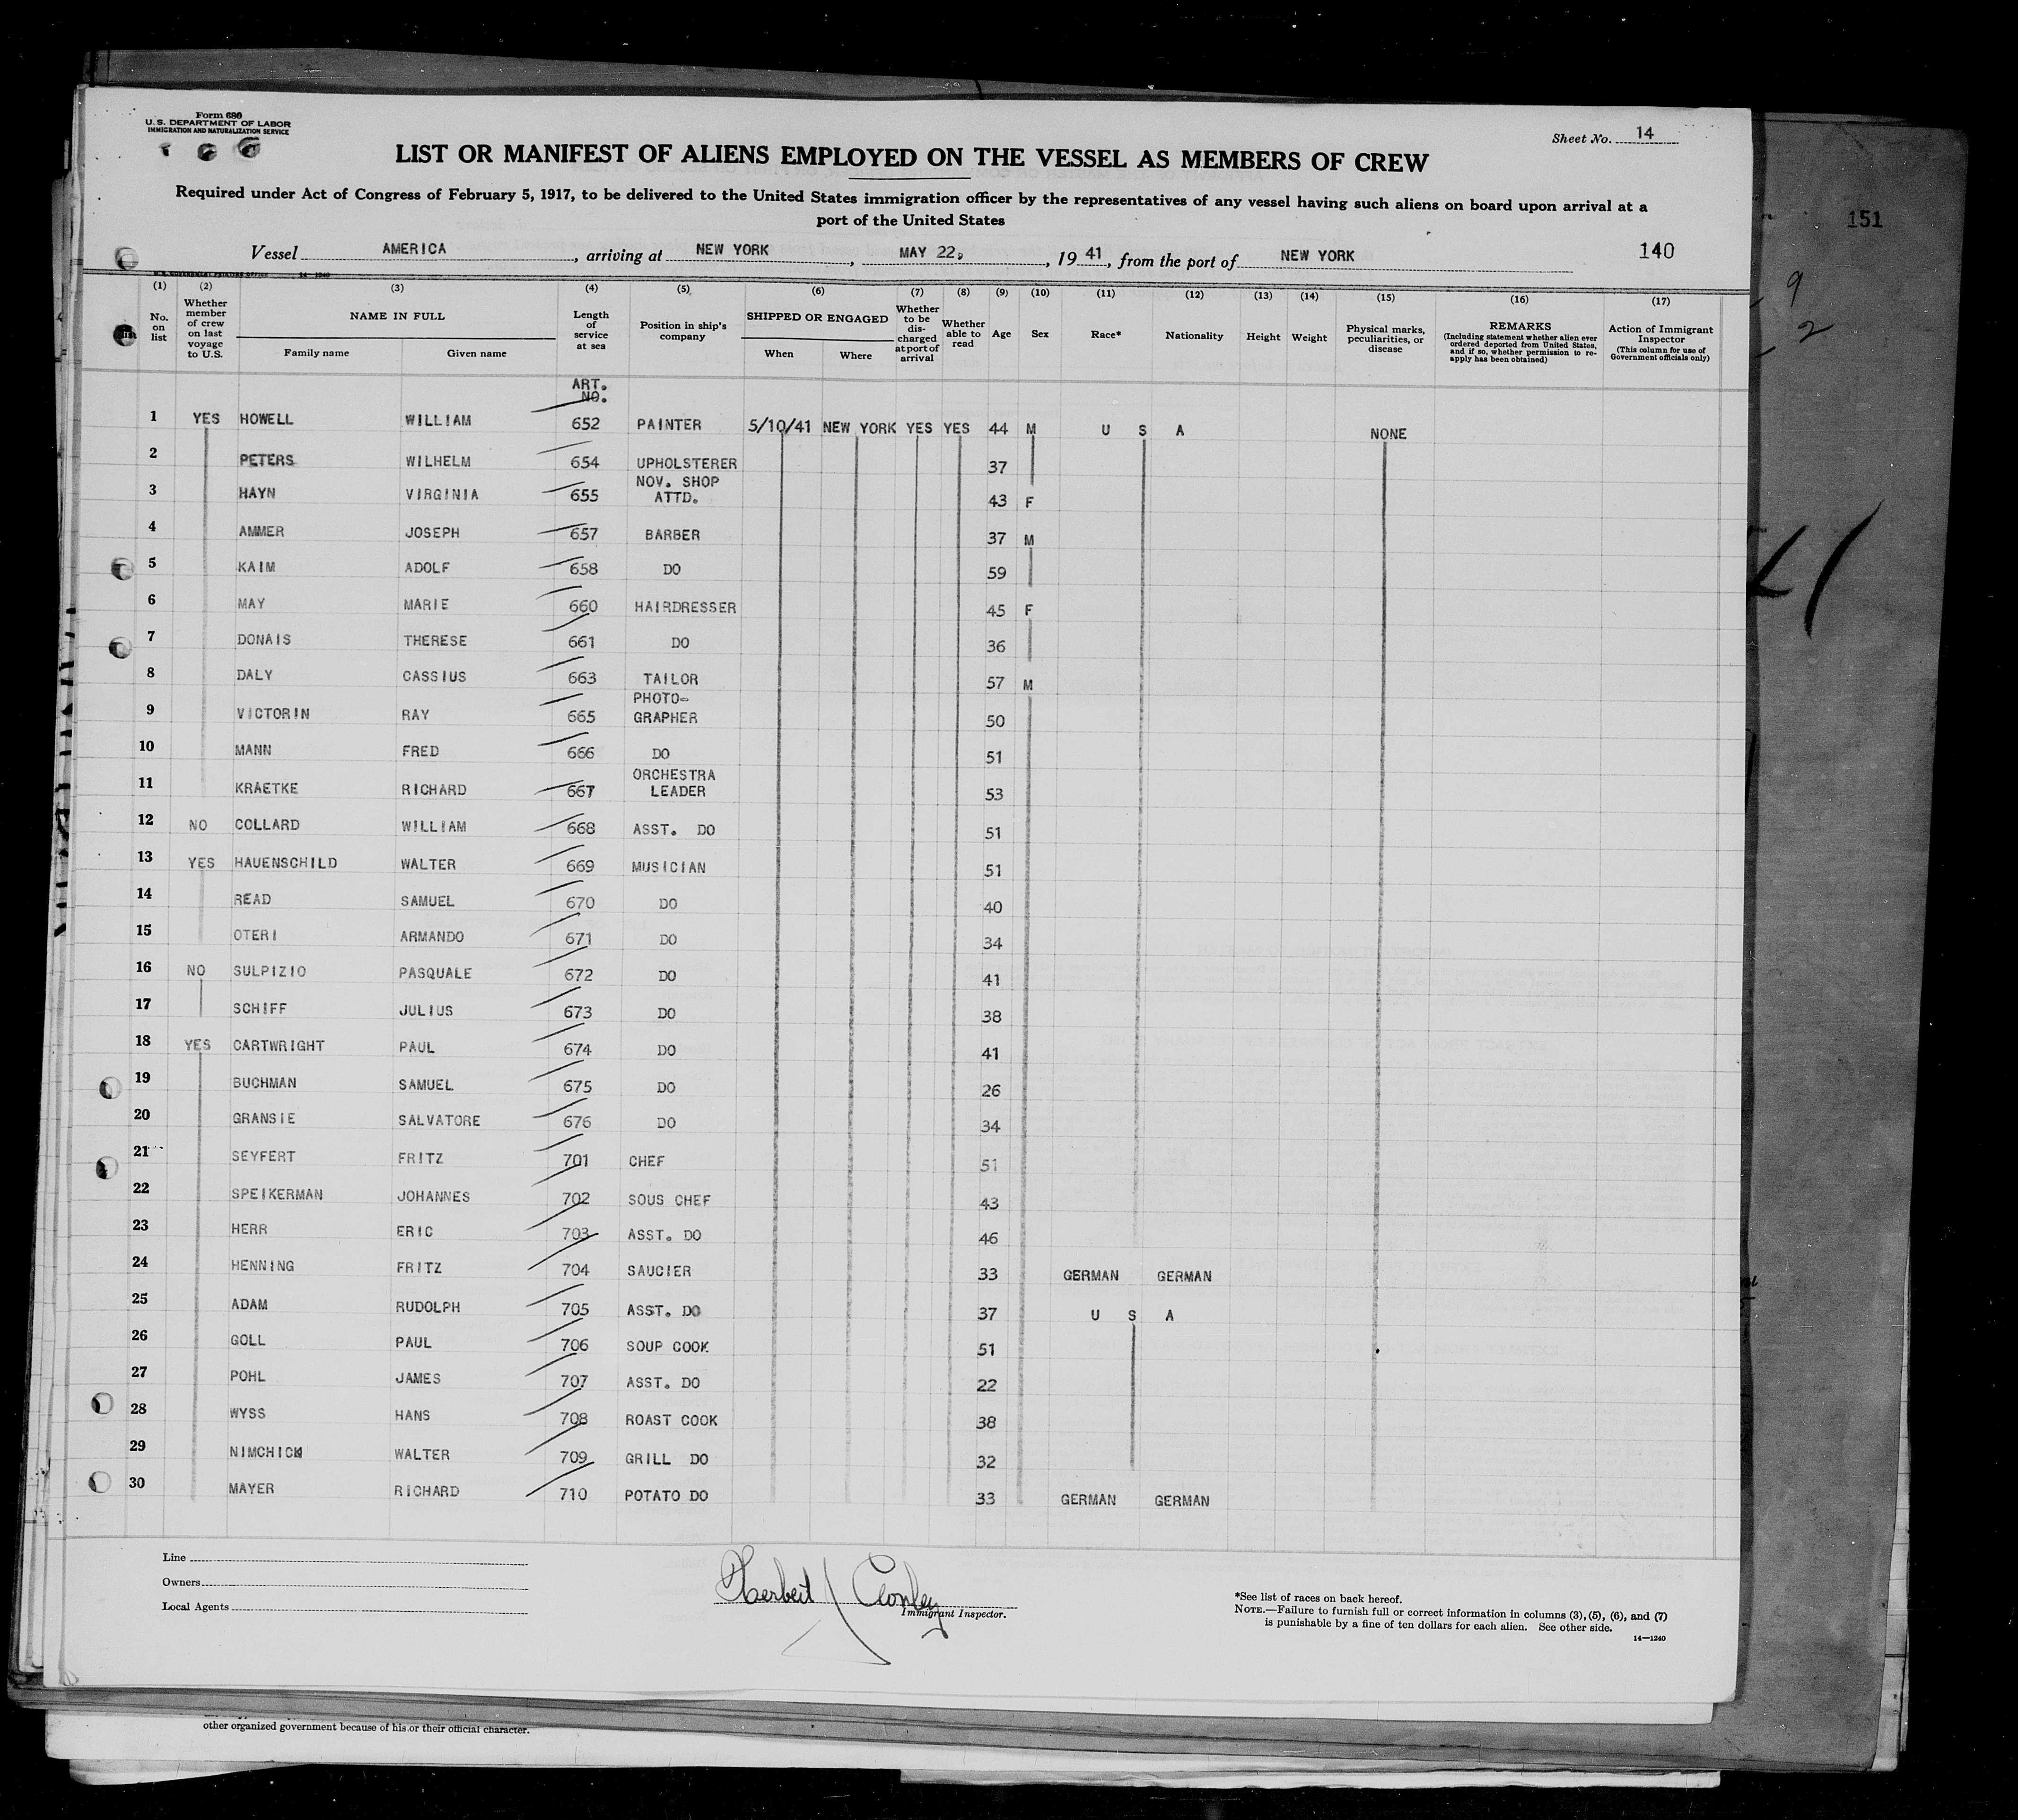 Form 680
U. S. DEPARTMENT OF LABOR
IMMIGRATION AND NATURALIZATION SERVICE
Sheet No. 14
LIST OR MANIFEST OF ALIENS EMPLOYED ON THE VESSEL AS MEMBERS OF CREW
Required under Act of Congress of February 5, 1917, to be delivered to the United States immigration officer by the representatives of any vessel having such aliens on board upon arrival at a
port of the United States
151
Vessel AMERICA, arriving at NEW YORK, MAY 22, 19 41, from the port of NEW YORK 140
(1) (2) (3) (4) (5) (6) (7) (8) (9) (10) (11) (12) (13) (14) (15) (16) (17)
No. on list
Whether member of crew on last voyage to U.S.
NAME IN FULL
Family name Given name
Length of service at sea
Position in ship's company
SHIPPED OR ENGAGED
When Where
Whether to be discharged at port of arrival
Whether able to read
Age Sex Race* Nationality Height Weight
Physical marks, peculiarities, or disease
REMARKS
(Including statement whether alien ever ordered deported from United States, and if so, whether permission to reapply has been obtained)
Action of Immigrant Inspector
(This column for use of Government officials only)
9
2
ART. NO.
1 YES HOWELL WILLIAM 652 PAINTER 5/10/41 NEW YORK YES YES 44 M U S A NONE
2 PETERS WILHELM 654 UPHOLSTERER 37
3 HAYN VIRGINIA 655 NOV. SHOP ATTD. 43 F
4 AMMER JOSEPH 657 BARBER 37 M
5 KAIM ADOLF 658 DO 59
6 MAY MARIE 660 HAIRDRESSER 45 F
7 DONAIS THERESE 661 DO 36
8 DALY CASSIUS 663 TAILOR 57 M
9 VICTORIN RAY 665 PHOTO-GRAPHER 50
10 MANN FRED 666 DO 51
11 KRAETKE RICHARD 667 ORCHESTRA LEADER 53
12 NO COLLARD WILLIAM 668 ASST. DO 51
13 YES HAUENSCHILD WALTER 669 MUSICIAN 51
14 READ SAMUEL 670 DO 40
15 OTERI ARMANDO 671 DO 34
16 NO SULPIZIO PASQUALE 672 DO 41
17 SCHIFF JULIUS 673 DO 38
18 YES CARTWRIGHT PAUL 674 DO 41
19 BUCHMAN SAMUEL 675 DO 26
20 GRANSIE SALVATORE 676 DO 34
21 SEYFERT FRITZ 701 CHEF 51
22 SPEIKERMAN JOHANNES 702 SOUS CHEF 43
23 HERR ERIC 703 ASST. DO 46
24 HENNING FRITZ 704 SAUCIER 33 GERMAN GERMAN
25 ADAM RUDOLPH 705 ASST. DO 37 U S A
26 GOLL PAUL 706 SOUP COOK 51
27 POHL JAMES 707 ASST. DO 22
28 WYSS HANS 708 ROAST COOK 38
29 NIMCHICK WALTER 709 GRILL DO 32
30 MAYER RICHARD 710 POTATO DO 33 GERMAN GERMAN
Line
Owners
Local Agents
Herbert J Conley
Immigrant Inspector.
*See list of races on back hereof.
NOTE.—Failure to furnish full or correct information in columns (3), (5), (6), and (7)
is punishable by a fine of ten dollars for each alien. See other side.
14—1240
other organized government because of his or their official character.